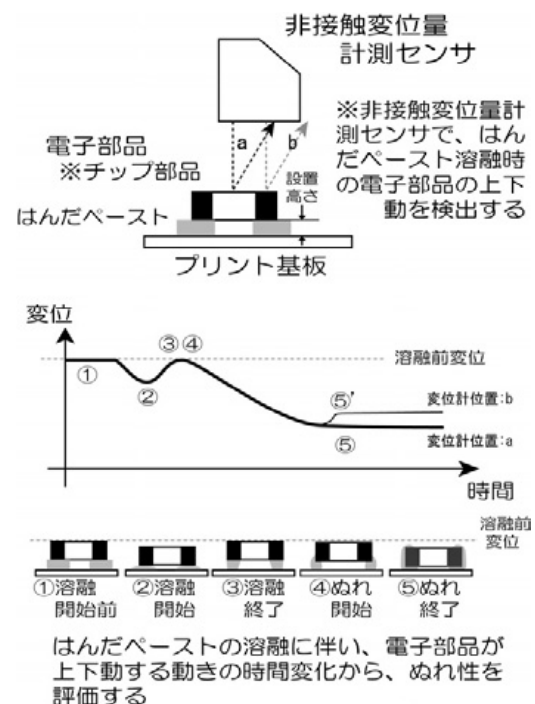 非接触変位量
計測センサ
a
b
※非接触変位量計
測センサで、はん
だペースト溶融時
の電子部品の上下
動を検出する
電子部品
※チップ部品
設置
高さ
はんだペースト
プリント基板
変位
③④
溶融前変位
①
②
⑤’
変位計位置:b
⑤
変位計位置:a
時間
溶融前
変位
①溶融
開始前
②溶融
開始
③溶融
終了
④ぬれ
開始
⑤ぬれ
終了
はんだペーストの溶融に伴い、電子部品が
上下動する動きの時間変化から、ぬれ性を
評価する